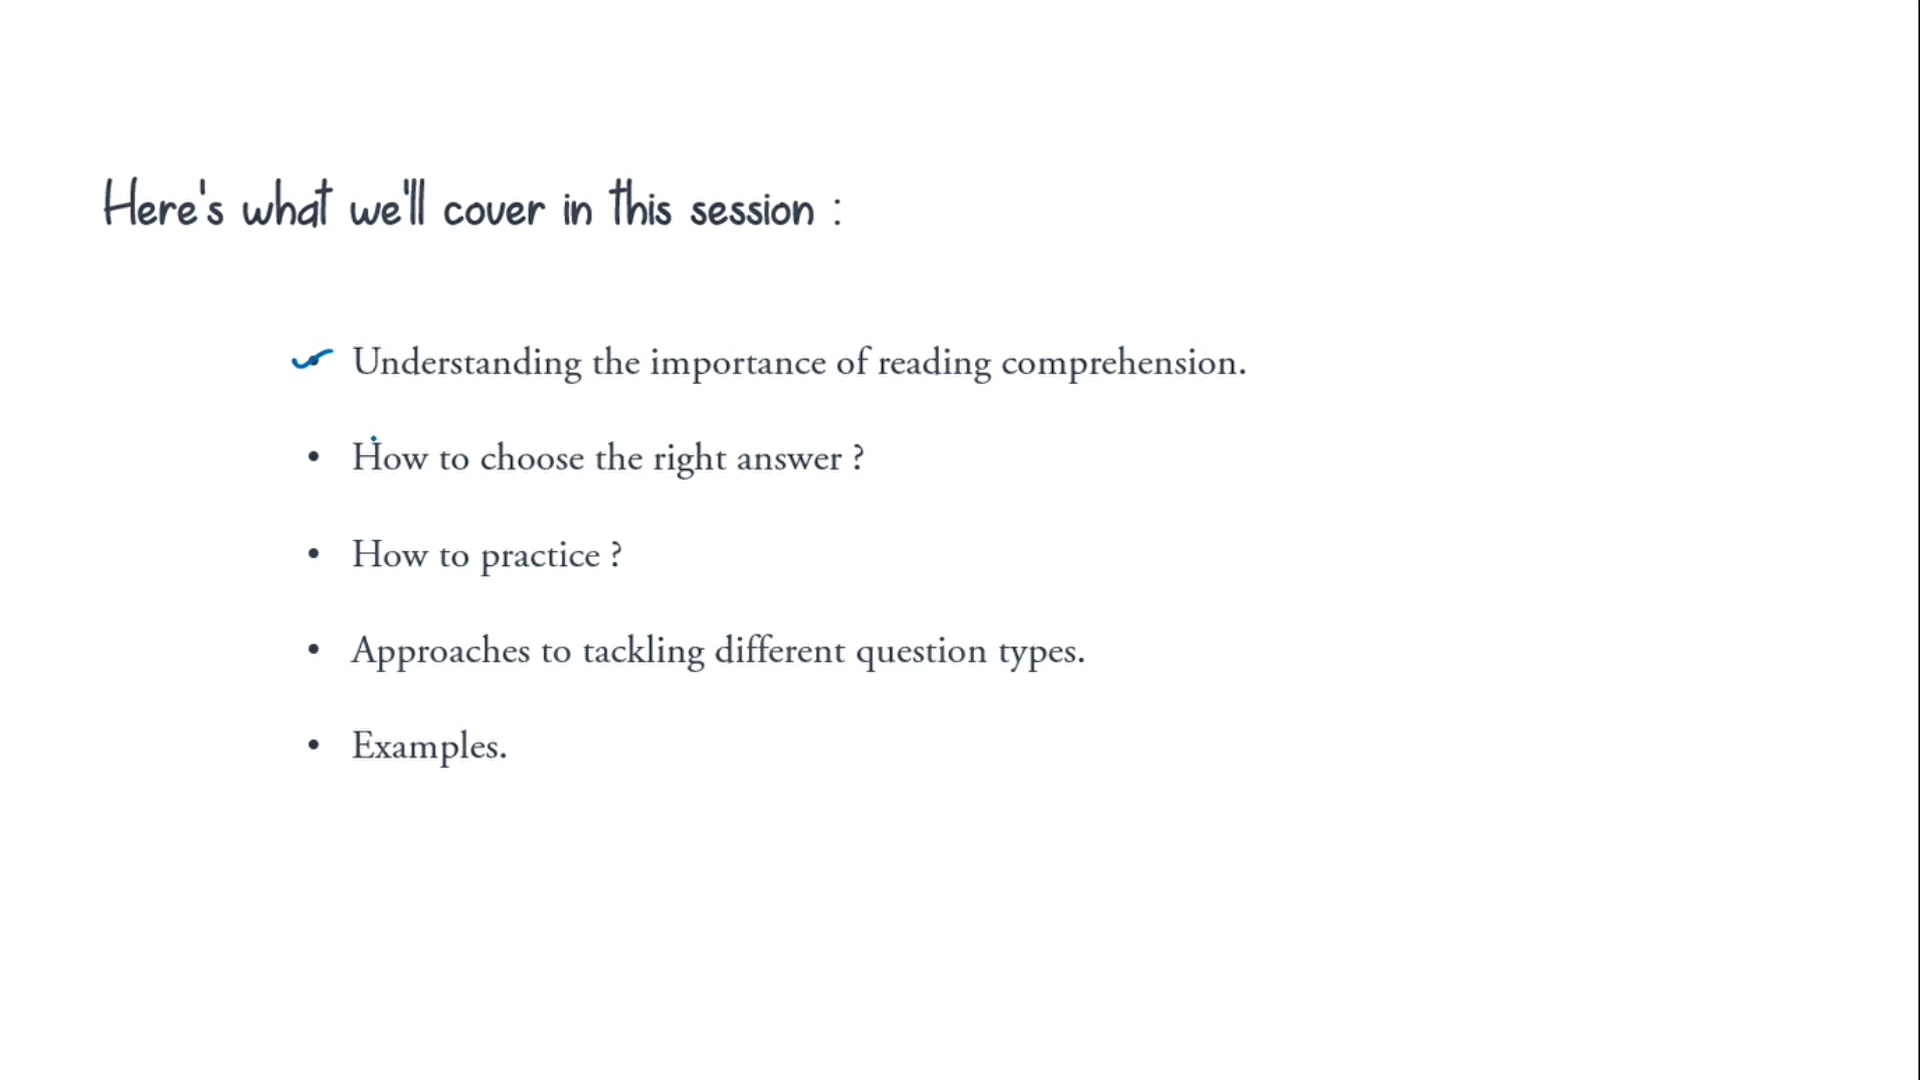 Here's what we'll cover in this session :
Understanding the importance of reading comprehension.
• How to choose the right answer ?
• How to practice ?
• Approaches to tackling different question types.
• Examples.